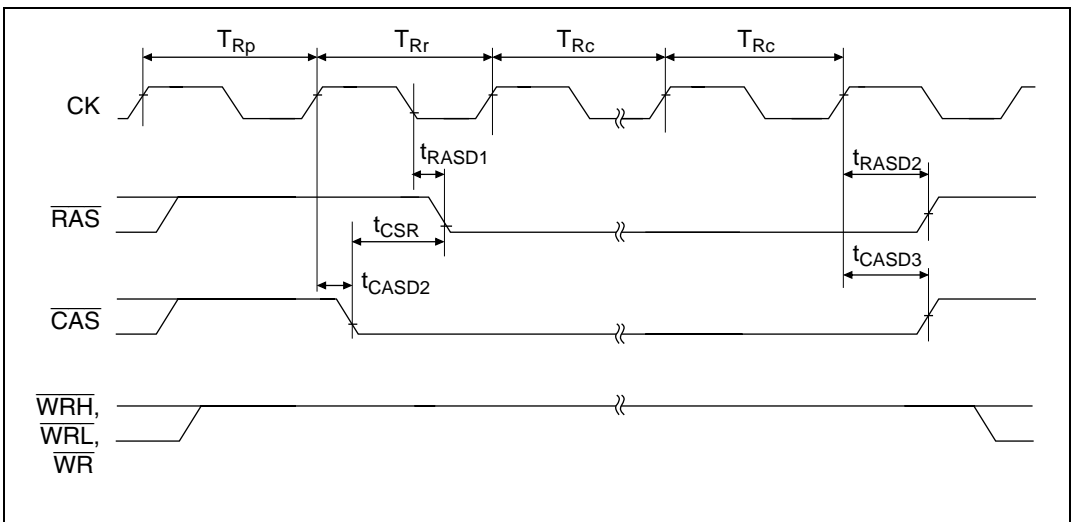 TRp TRr TRc TRc
CK
tRASD1
tRASD2
RAS
tCSR
tCASD3
tCASD2
CAS
WRH,
WRL,
WR